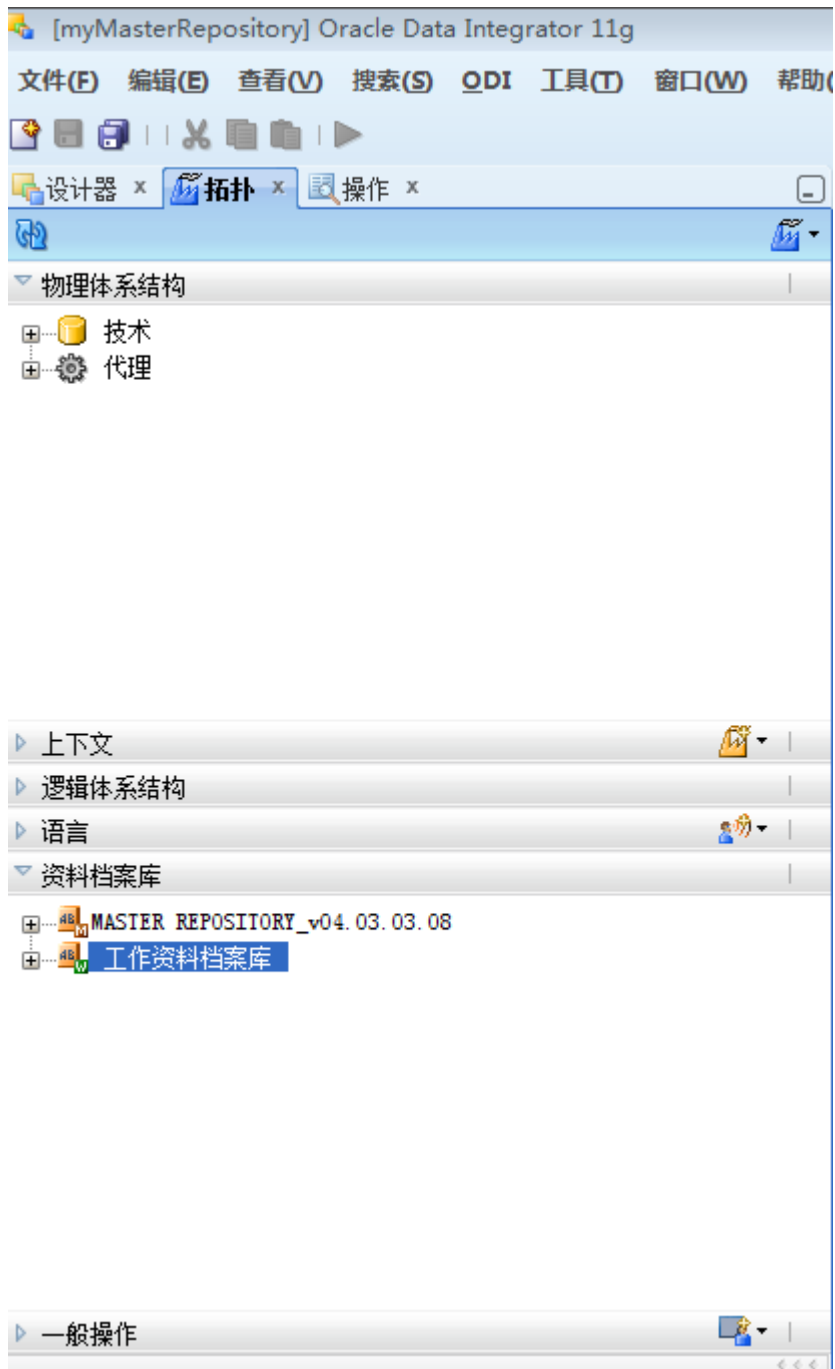 [myMasterRepository] Oracle Data Integrator 11g
文件(F) 编辑(E) 查看(V) 搜索(S) ODI 工具(T) 窗口(W) 帮助(
设计器 x 拓扑 x 操作 x
物理体系结构
技术
代理
上下文
逻辑体系结构
语言
资料档案库
MASTER REPOSITORY_v04.03.03.08
工作资料档案库
一般操作